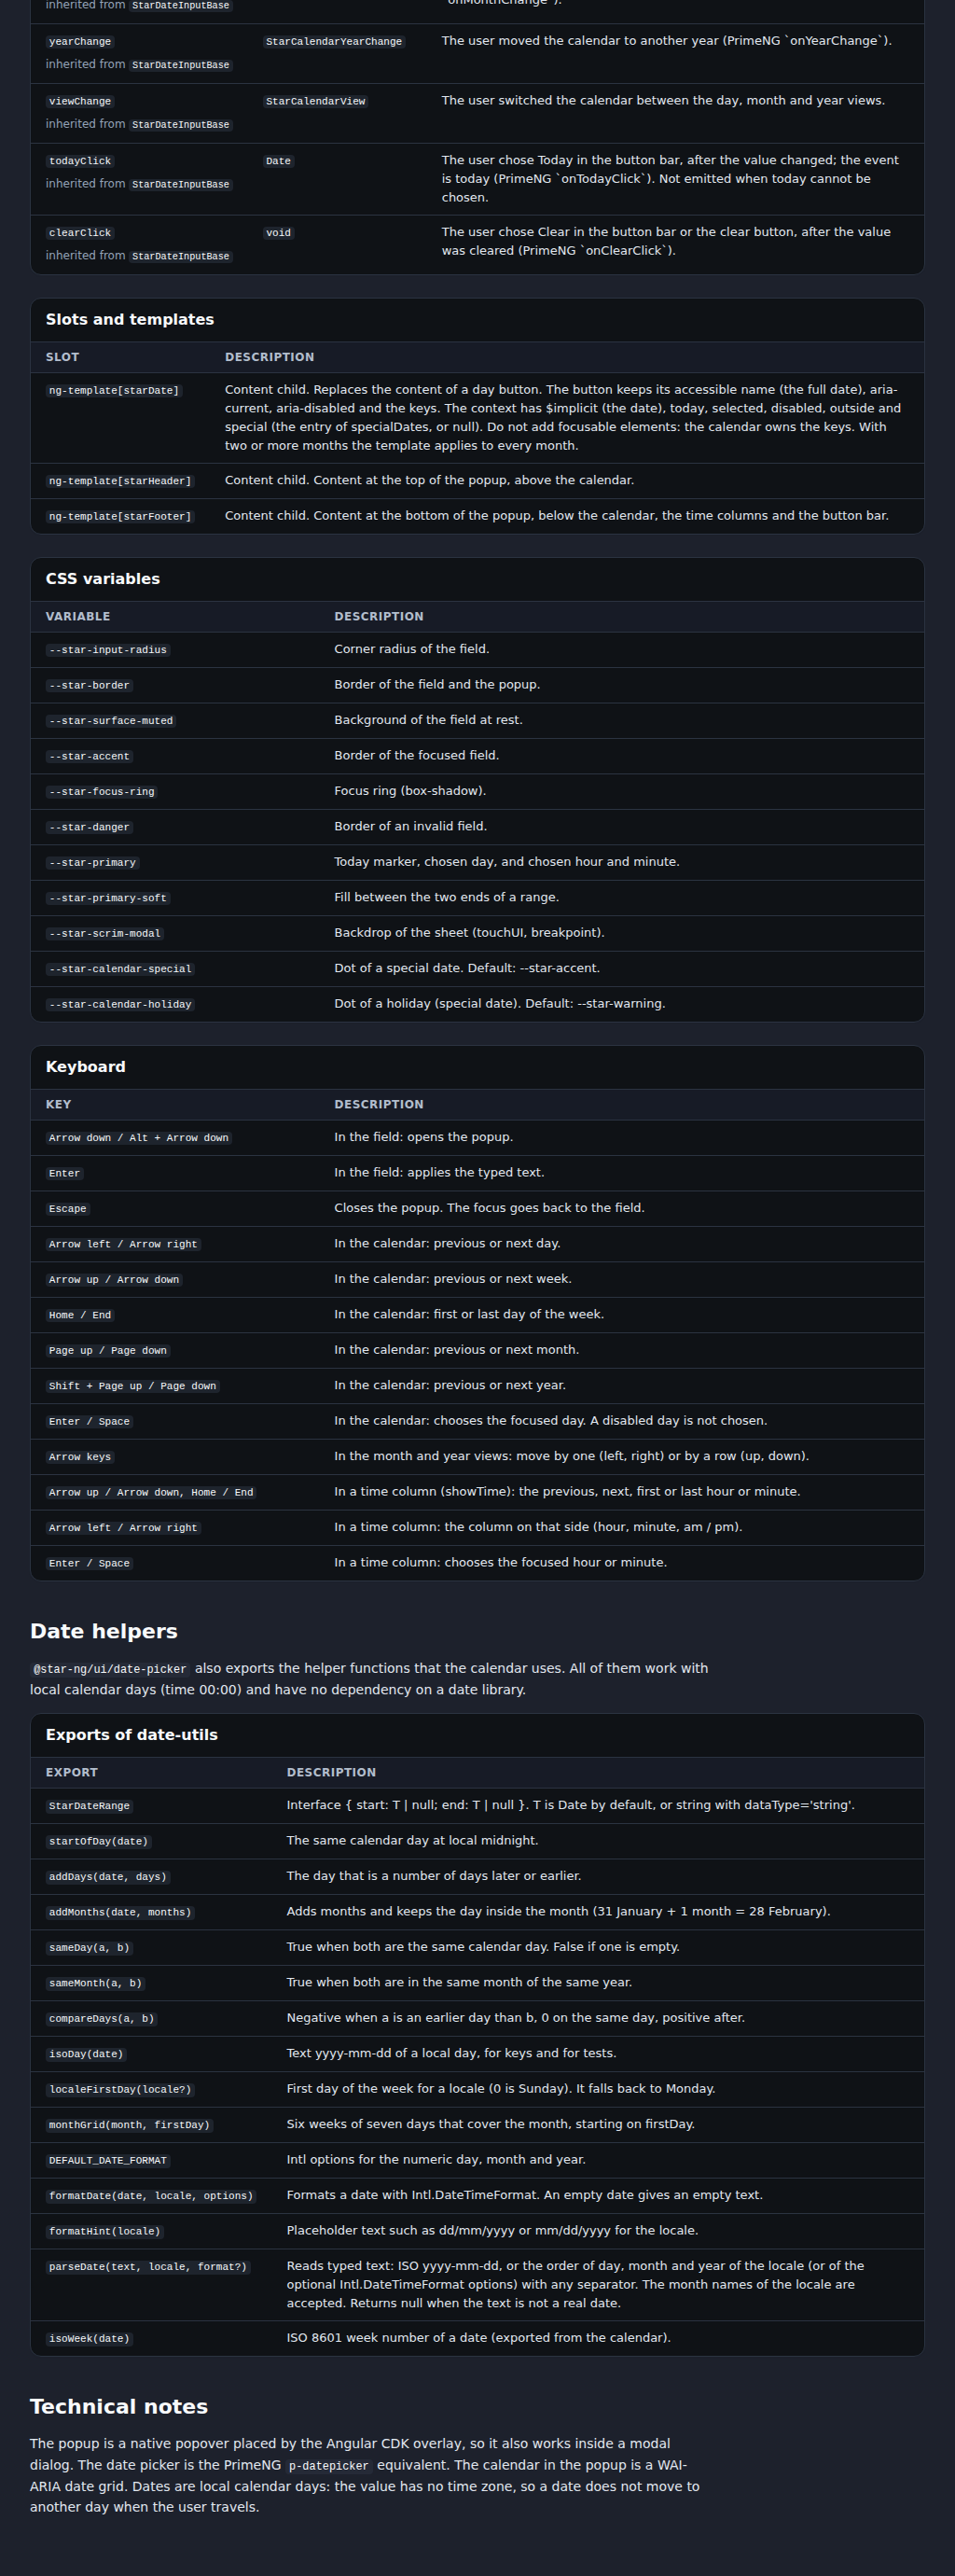 inherited from StarDateInputBase
`onMonthChange`).
yearChange StarCalendarYearChange The user moved the calendar to another year (PrimeNG `onYearChange`).
inherited from StarDateInputBase
viewChange StarCalendarView The user switched the calendar between the day, month and year views.
inherited from StarDateInputBase
todayClick Date The user chose Today in the button bar, after the value changed; the event
is today (PrimeNG `onTodayClick`). Not emitted when today cannot be
inherited from StarDateInputBase
chosen.
clearClick void The user chose Clear in the button bar or the clear button, after the value
was cleared (PrimeNG `onClearClick`).
inherited from StarDateInputBase
Slots and templates
SLOT DESCRIPTION
ng-template[starDate] Content child. Replaces the content of a day button. The button keeps its accessible name (the full date), aria-
current, aria-disabled and the keys. The context has $implicit (the date), today, selected, disabled, outside and
special (the entry of specialDates, or null). Do not add focusable elements: the calendar owns the keys. With
two or more months the template applies to every month.
ng-template[starHeader] Content child. Content at the top of the popup, above the calendar.
ng-template[starFooter] Content child. Content at the bottom of the popup, below the calendar, the time columns and the button bar.
CSS variables
VARIABLE DESCRIPTION
--star-input-radius Corner radius of the field.
--star-border Border of the field and the popup.
--star-surface-muted Background of the field at rest.
--star-accent Border of the focused field.
--star-focus-ring Focus ring (box-shadow).
--star-danger Border of an invalid field.
--star-primary Today marker, chosen day, and chosen hour and minute.
--star-primary-soft Fill between the two ends of a range.
--star-scrim-modal Backdrop of the sheet (touchUI, breakpoint).
--star-calendar-special Dot of a special date. Default: --star-accent.
--star-calendar-holiday Dot of a holiday (special date). Default: --star-warning.
Keyboard
KEY DESCRIPTION
Arrow down / Alt + Arrow down In the field: opens the popup.
Enter In the field: applies the typed text.
Escape Closes the popup. The focus goes back to the field.
Arrow left / Arrow right In the calendar: previous or next day.
Arrow up / Arrow down In the calendar: previous or next week.
Home / End In the calendar: first or last day of the week.
Page up / Page down In the calendar: previous or next month.
Shift + Page up / Page down In the calendar: previous or next year.
Enter / Space In the calendar: chooses the focused day. A disabled day is not chosen.
Arrow keys In the month and year views: move by one (left, right) or by a row (up, down).
Arrow up / Arrow down, Home / End In a time column (showTime): the previous, next, first or last hour or minute.
Arrow left / Arrow right In a time column: the column on that side (hour, minute, am / pm).
Enter / Space In a time column: chooses the focused hour or minute.
Date helpers
@star-ng/ui/date-picker also exports the helper functions that the calendar uses. All of them work with
local calendar days (time 00:00) and have no dependency on a date library.
Exports of date-utils
EXPORT DESCRIPTION
StarDateRange Interface { start: T | null; end: T | null }. T is Date by default, or string with dataType='string'.
startOfDay(date) The same calendar day at local midnight.
addDays(date, days) The day that is a number of days later or earlier.
addMonths(date, months) Adds months and keeps the day inside the month (31 January + 1 month = 28 February).
sameDay(a, b) True when both are the same calendar day. False if one is empty.
sameMonth(a, b) True when both are in the same month of the same year.
compareDays(a, b) Negative when a is an earlier day than b, 0 on the same day, positive after.
isoDay(date) Text yyyy-mm-dd of a local day, for keys and for tests.
localeFirstDay(locale?) First day of the week for a locale (0 is Sunday). It falls back to Monday.
monthGrid(month, firstDay) Six weeks of seven days that cover the month, starting on firstDay.
DEFAULT_DATE_FORMAT Intl options for the numeric day, month and year.
formatDate(date, locale, options) Formats a date with Intl.DateTimeFormat. An empty date gives an empty text.
formatHint(locale) Placeholder text such as dd/mm/yyyy or mm/dd/yyyy for the locale.
parseDate(text, locale, format?) Reads typed text: ISO yyyy-mm-dd, or the order of day, month and year of the locale (or of the
optional Intl.DateTimeFormat options) with any separator. The month names of the locale are
accepted. Returns null when the text is not a real date.
isoWeek(date) ISO 8601 week number of a date (exported from the calendar).
Technical notes
The popup is a native popover placed by the Angular CDK overlay, so it also works inside a modal
dialog. The date picker is the PrimeNG p-datepicker equivalent. The calendar in the popup is a WAI-
ARIA date grid. Dates are local calendar days: the value has no time zone, so a date does not move to
another day when the user travels.